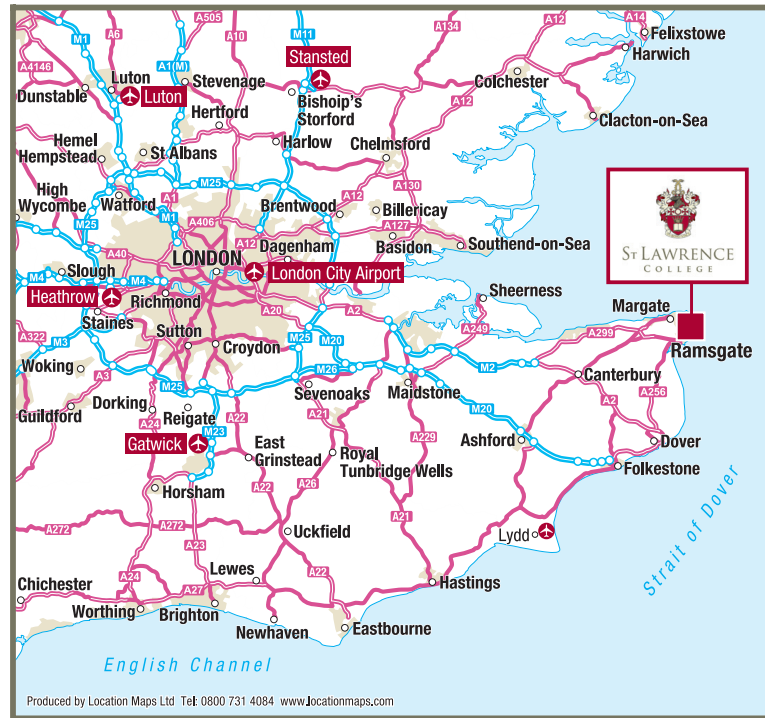 M1
A6
A505
A1(M)
A10
M11
A134
A12
A14
Felixstowe
Harwich
Stansted
A4146
Luton
Luton
Dunstable
Stevenage
Bishop's
Storford
Colchester
A12
Hertford
Clacton-on-Sea
Hemel
Hempstead
St Albans
Harlow
Chelmsford
High
Wycombe
Watford
M25
A1
M1
A406
Brentwood
A12
A130
Billericay
A127
Basidon
Southend-on-Sea
M25
A40
A12
Dagenham
LONDON
London City Airport
Slough
M4
M4
Heathrow
Richmond
Staines
A20
A2
Sheerness
ST LAWRENCE
COLLEGE
Margate
Ramsgate
A322
M3
Sutton
Croydon
M25
M20
A249
A299
Woking
A3
M25
M26
M2
Canterbury
Guildford
Dorking
Reigate
A22
Sevenoaks
Maidstone
A21
M20
A2
A256
A24
Gatwick
M23
East
Grinstead
Royal
Tunbridge Wells
A229
Ashford
Dover
Folkestone
Horsham
A22
A26
A272
A272
A23
Uckfield
A21
Lydd
Strait of Dover
Chichester
A24
A27
Lewes
A22
Hastings
Worthing
Brighton
Newhaven
Eastbourne
English Channel
Produced by Location Maps Ltd Tel: 0800 731 4084 www.locationmaps.com